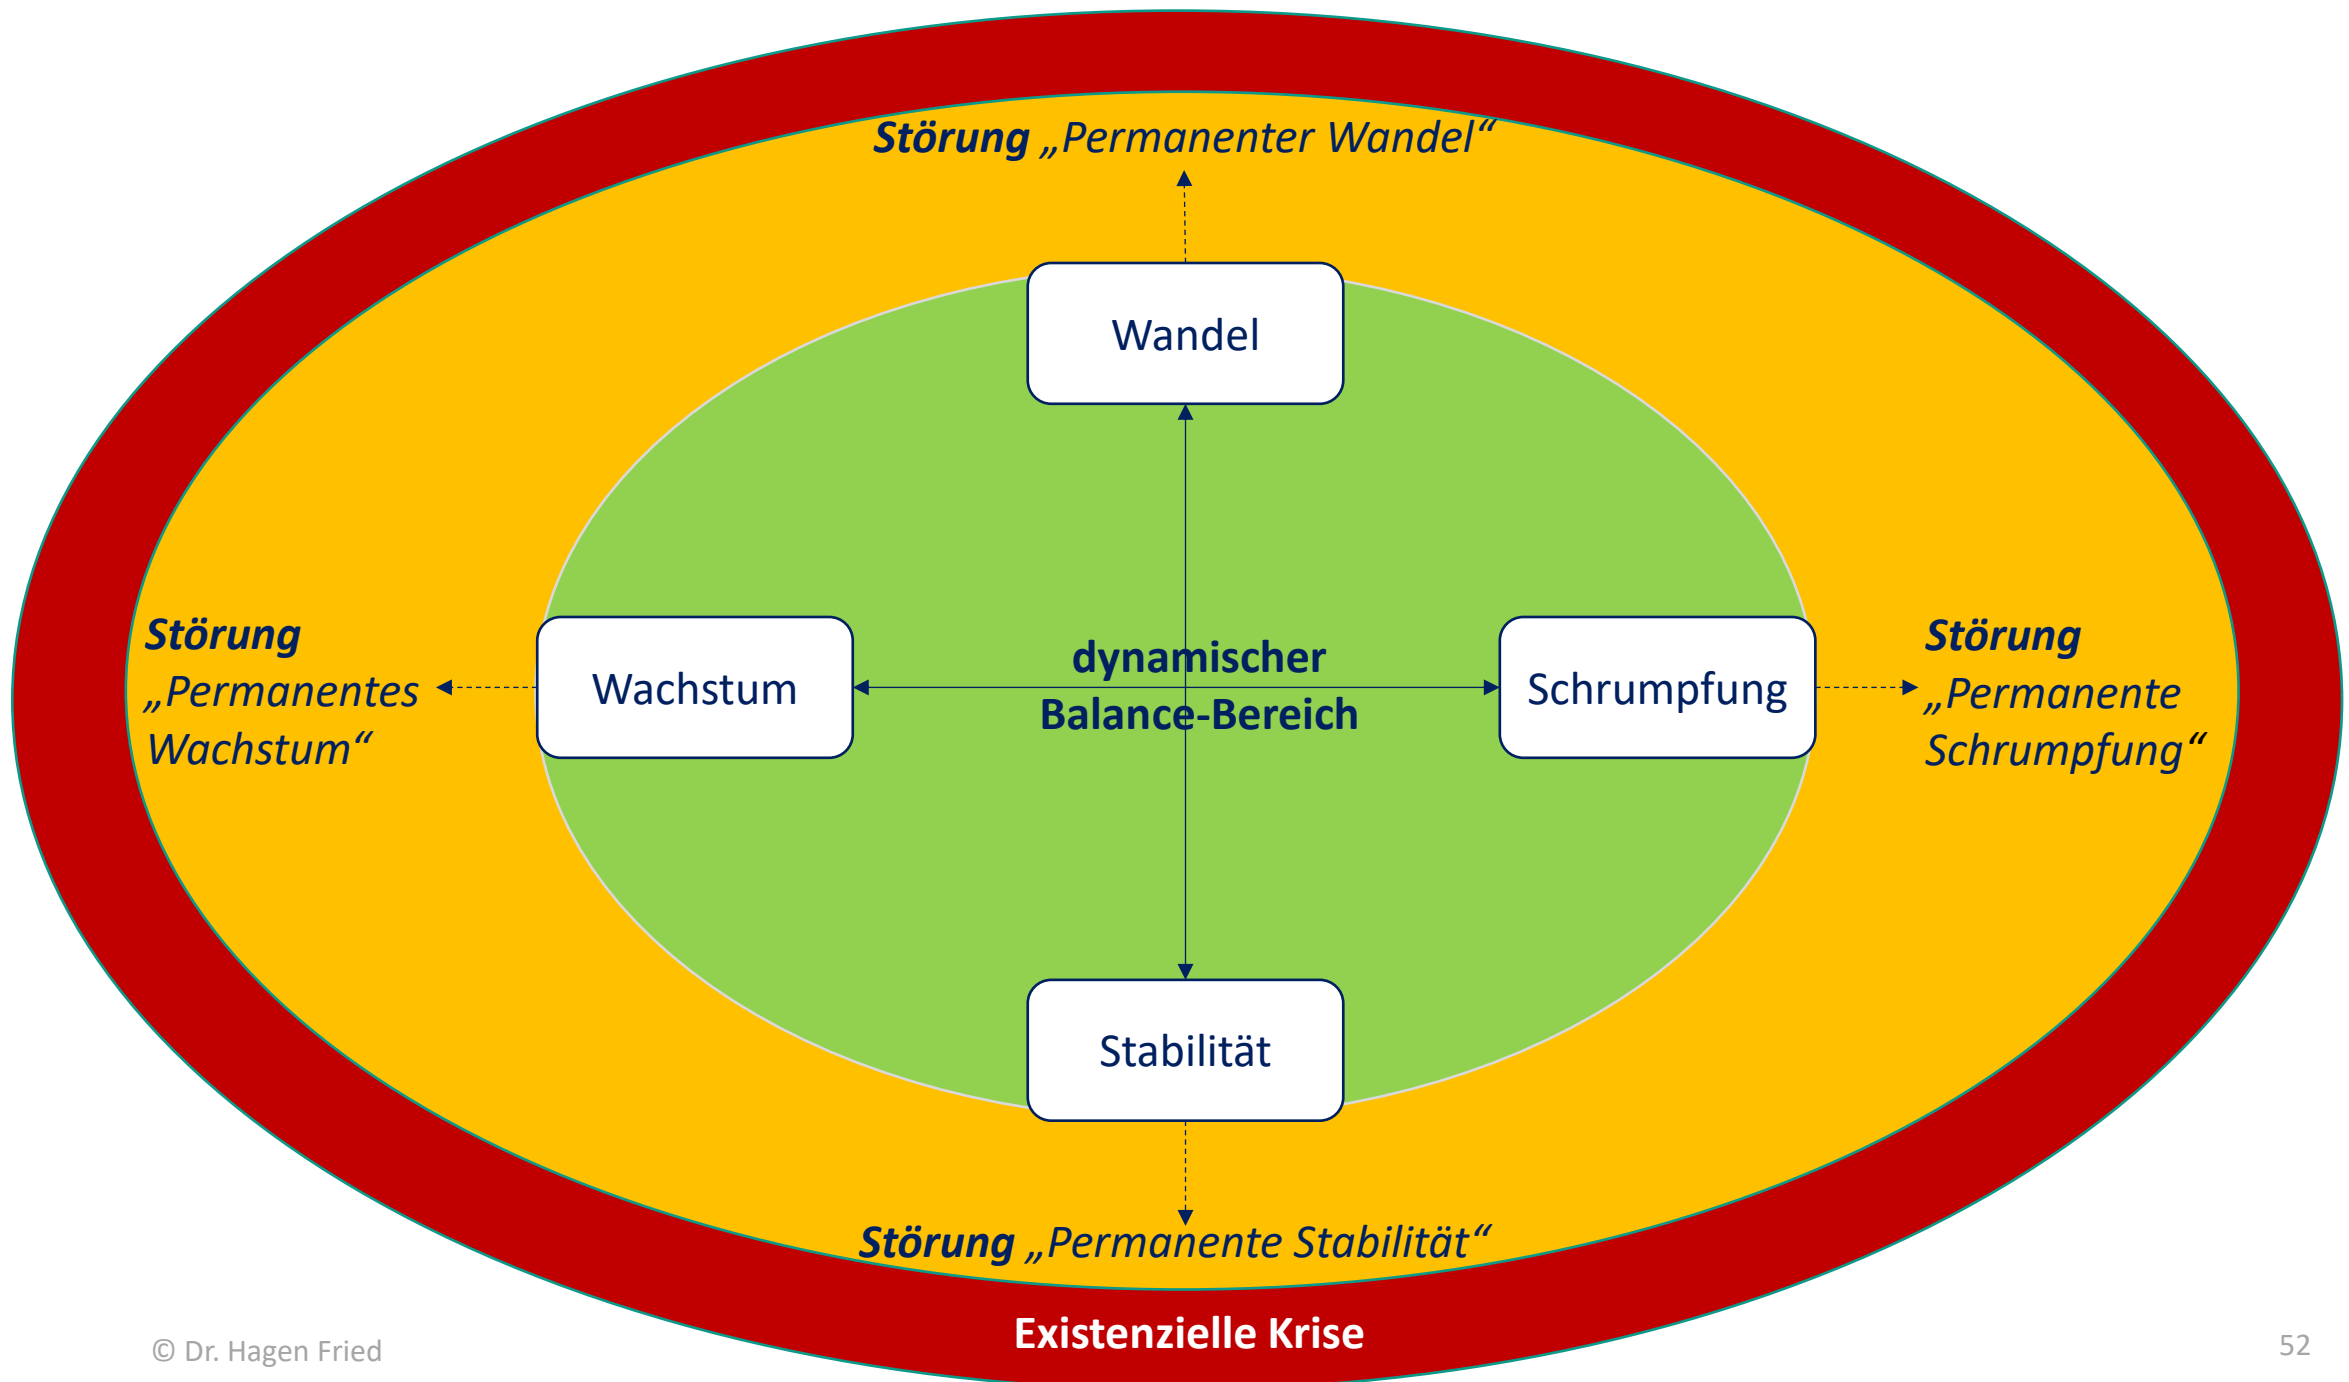 Störung „Permanenter Wandel“
Wandel
Störung
„Permanentes
Wachstum“
Wachstum
dynamischer
Balance-Bereich
Schrumpfung
Störung
„Permanente
Schrumpfung“
Stabilität
Störung „Permanente Stabilität“
Existenzielle Krise
© Dr. Hagen Fried
52